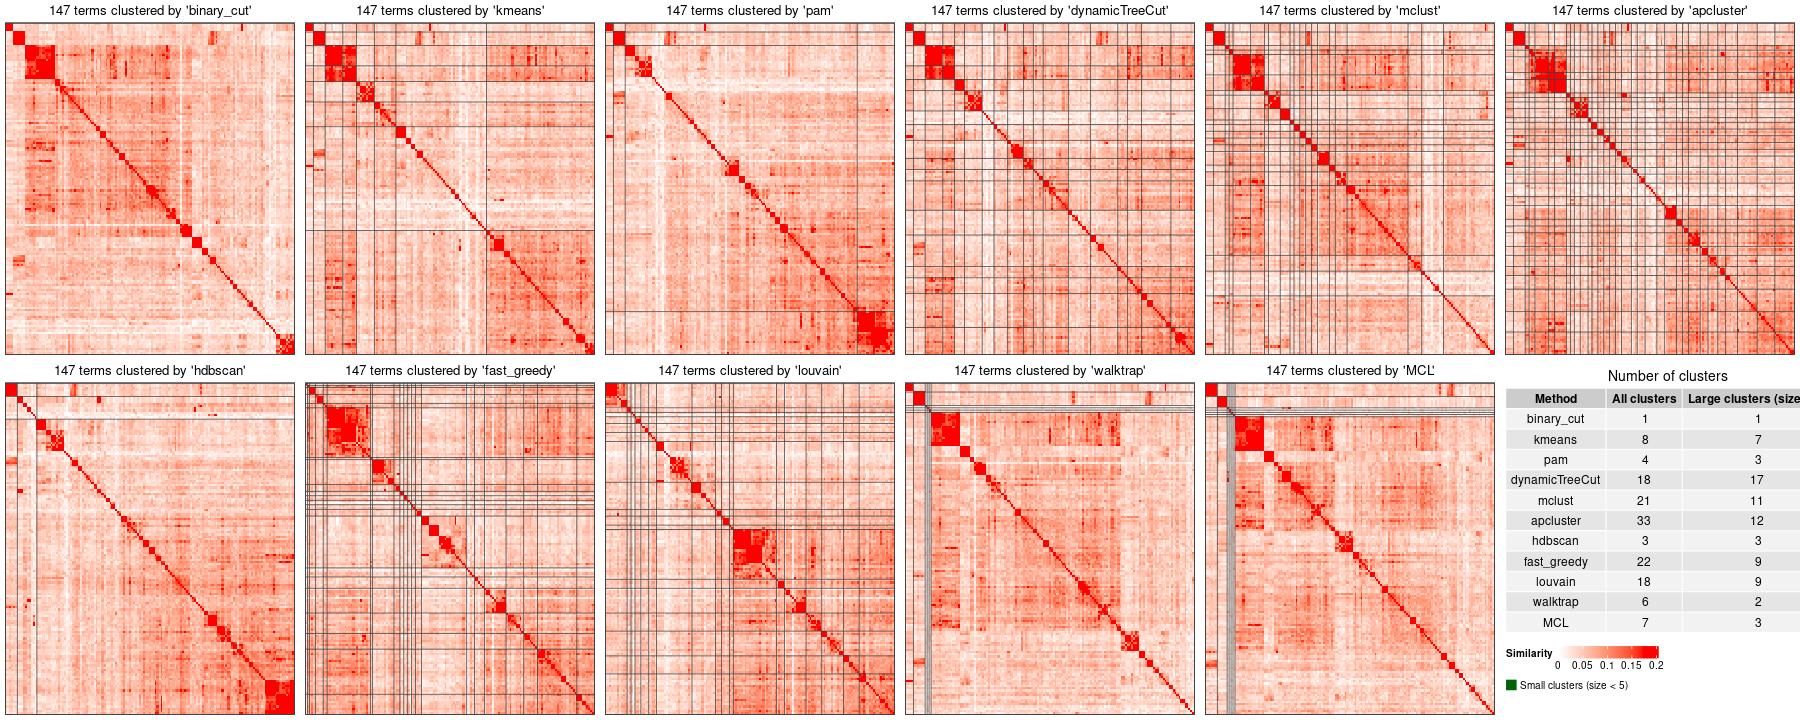 147 terms clustered by 'binary_cut'
147 terms clustered by 'kmeans'
147 terms clustered by 'pam'
147 terms clustered by 'dynamicTreeCut'
147 terms clustered by 'mclust'
147 terms clustered by 'apcluster'
147 terms clustered by 'hdbscan'
147 terms clustered by 'fast_greedy'
147 terms clustered by 'louvain'
147 terms clustered by 'walktrap'
147 terms clustered by 'MCL'
Number of clusters
Method All clusters Large clusters (size
binary_cut 1 1
kmeans 8 7
pam 4 3
dynamicTreeCut 18 17
mclust 21 11
apcluster 33 12
hdbscan 3 3
fast_greedy 22 9
louvain 18 9
walktrap 6 2
MCL 7 3
Similarity
0 0.05 0.1 0.15 0.2
Small clusters (size < 5)